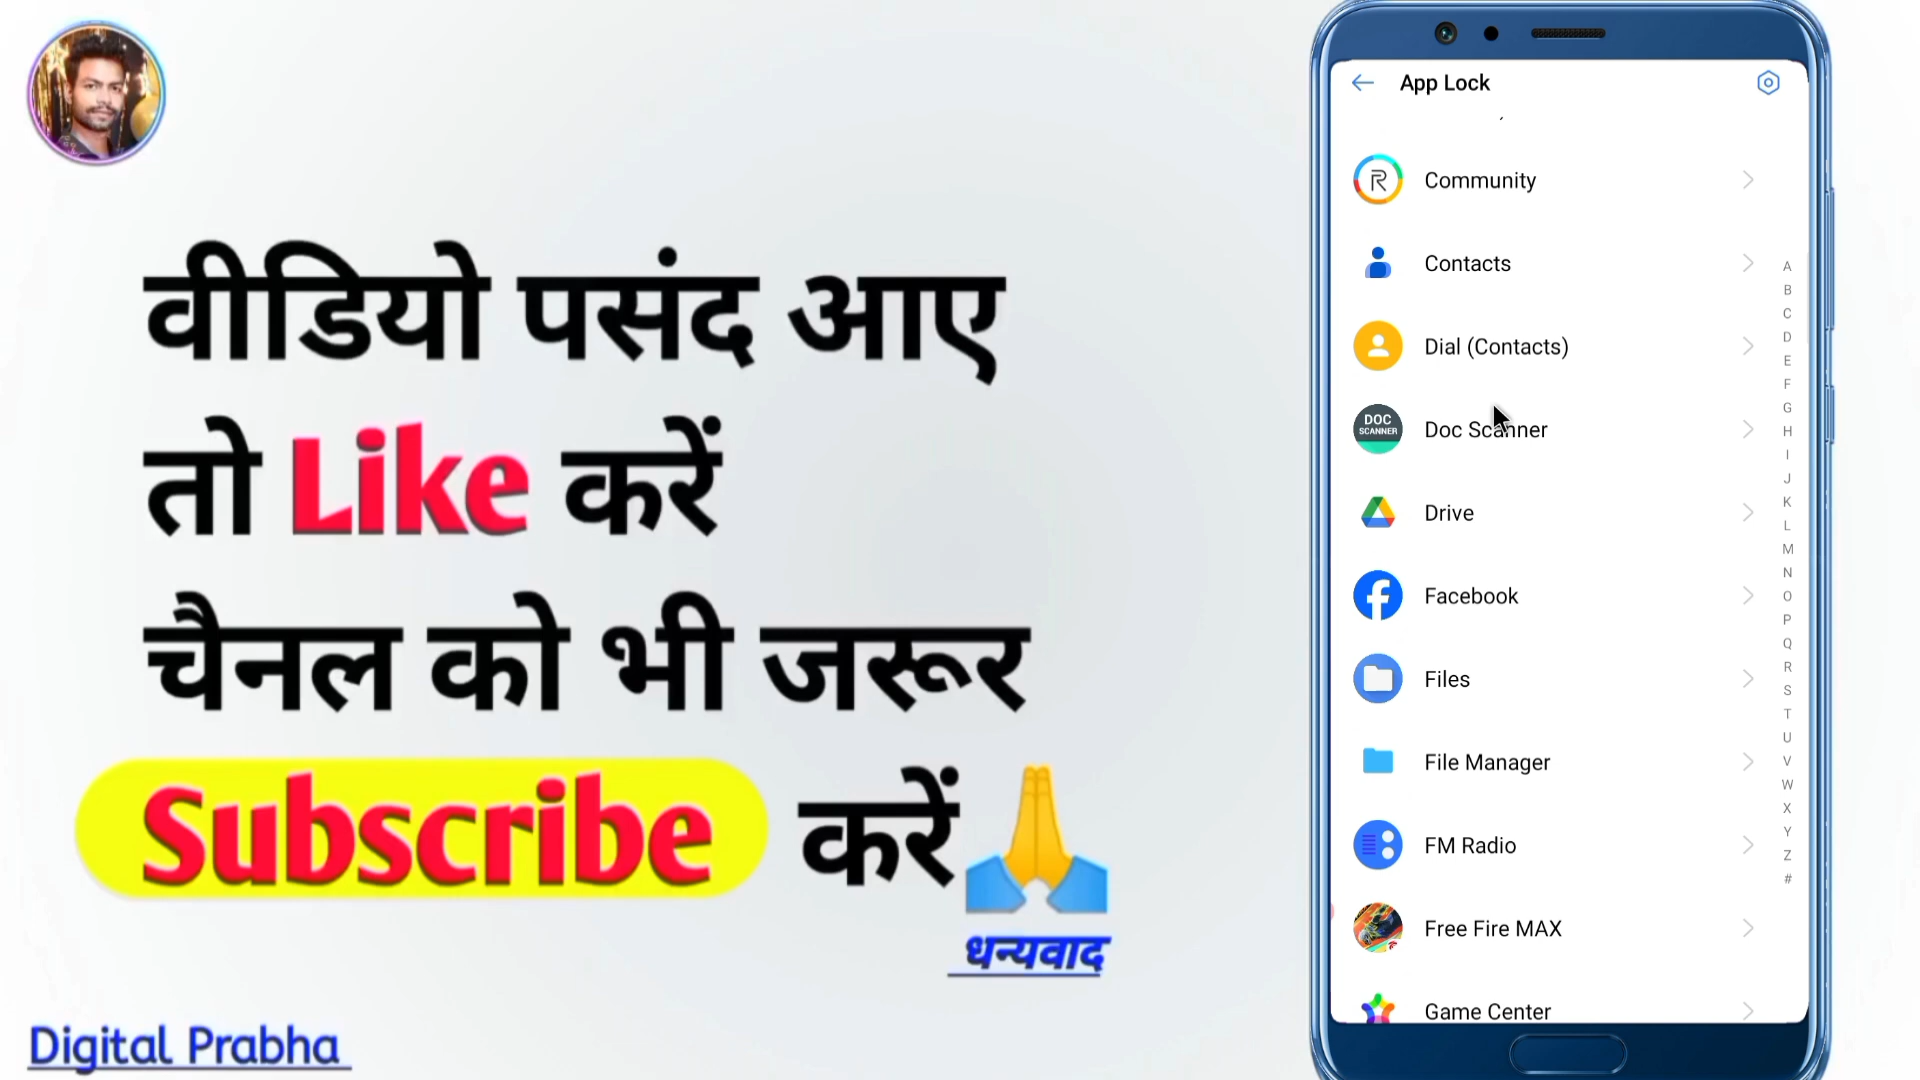 वीडियो पसंद आए
तो Like करें
चैनल को भी जरूर
Subscribe करें
धन्यवाद
Digital Prabha
App Lock
Community
Contacts
Dial (Contacts)
DOC SCANNER
Doc Scanner
Drive
Facebook
Files
File Manager
FM Radio
Free Fire MAX
Game Center
A
B
C
D
E
F
G
H
I
J
K
L
M
N
O
P
Q
R
S
T
U
V
W
X
Y
Z
#